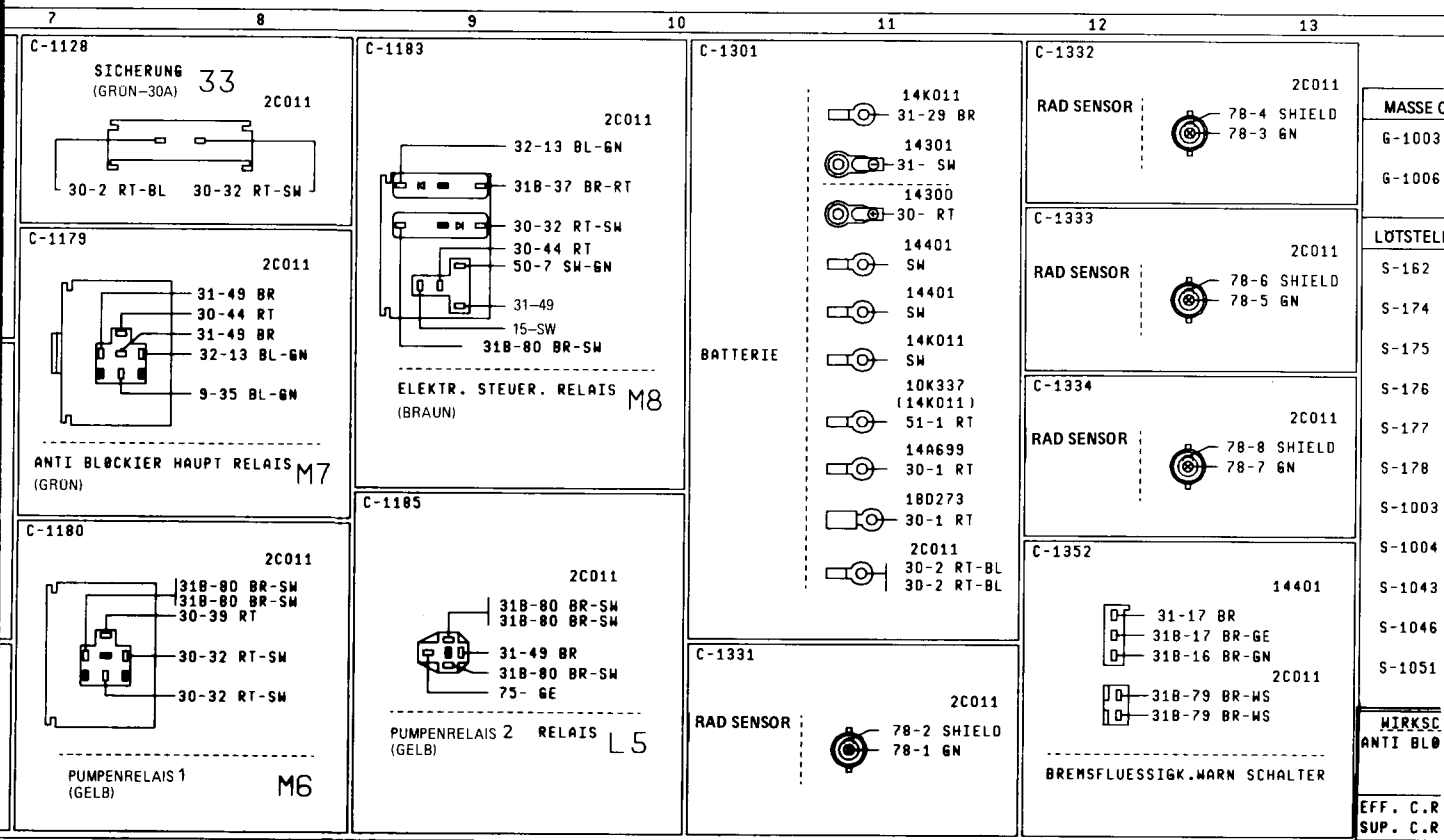 7 8 9 10 11 12 13
C-1128
SICHERUNG 33
(GRÜN-30A)
2C011
30-2 RT-BL 30-32 RT-SW
C-1179
2C011
31-49 BR
30-44 RT
31-49 BR
32-13 BL-GN
9-35 BL-GN
ANTI BLOCKIER HAUPT RELAIS M7
(GRÜN)
C-1180
2C011
31B-80 BR-SW
31B-80 BR-SW
30-39 RT
30-32 RT-SW
30-32 RT-SW
PUMPENRELAIS 1
(GELB)
M6
C-1183
2C011
32-13 BL-GN
31B-37 BR-RT
30-32 RT-SW
30-44 RT
50-7 SW-GN
31-49
15-SW
31B-80 BR-SW
ELEKTR. STEUER. RELAIS M8
(BRAUN)
C-1185
2C011
31B-80 BR-SW
31B-80 BR-SW
31-49 BR
31B-80 BR-SW
75- GE
PUMPENRELAIS 2 RELAIS L5
(GELB)
C-1301
BATTERIE
14K011
31-29 BR
14301
31- SW
14300
30- RT
14401
SW
14401
SW
14K011
SW
10K337
(14K011)
51-1 RT
14A699
30-1 RT
18D273
30-1 RT
2C011
30-2 RT-BL
30-2 RT-BL
C-1331
2C011
RAD SENSOR
78-2 SHIELD
78-1 GN
C-1332
2C011
RAD SENSOR
78-4 SHIELD
78-3 GN
C-1333
2C011
RAD SENSOR
78-6 SHIELD
78-5 GN
C-1334
2C011
RAD SENSOR
78-8 SHIELD
78-7 GN
C-1352
14401
31-17 BR
31B-17 BR-GE
31B-16 BR-GN
2C011
31B-79 BR-WS
31B-79 BR-WS
BREMSFLUESSIGK.WARN SCHALTER
MASSE
G-1003
G-1006
LÖTSTELL
S-162
S-174
S-175
S-176
S-177
S-178
S-1003
S-1004
S-1043
S-1046
S-1051
WIRKSC
ANTI BLO
EFF. C.R
SUP. C.R